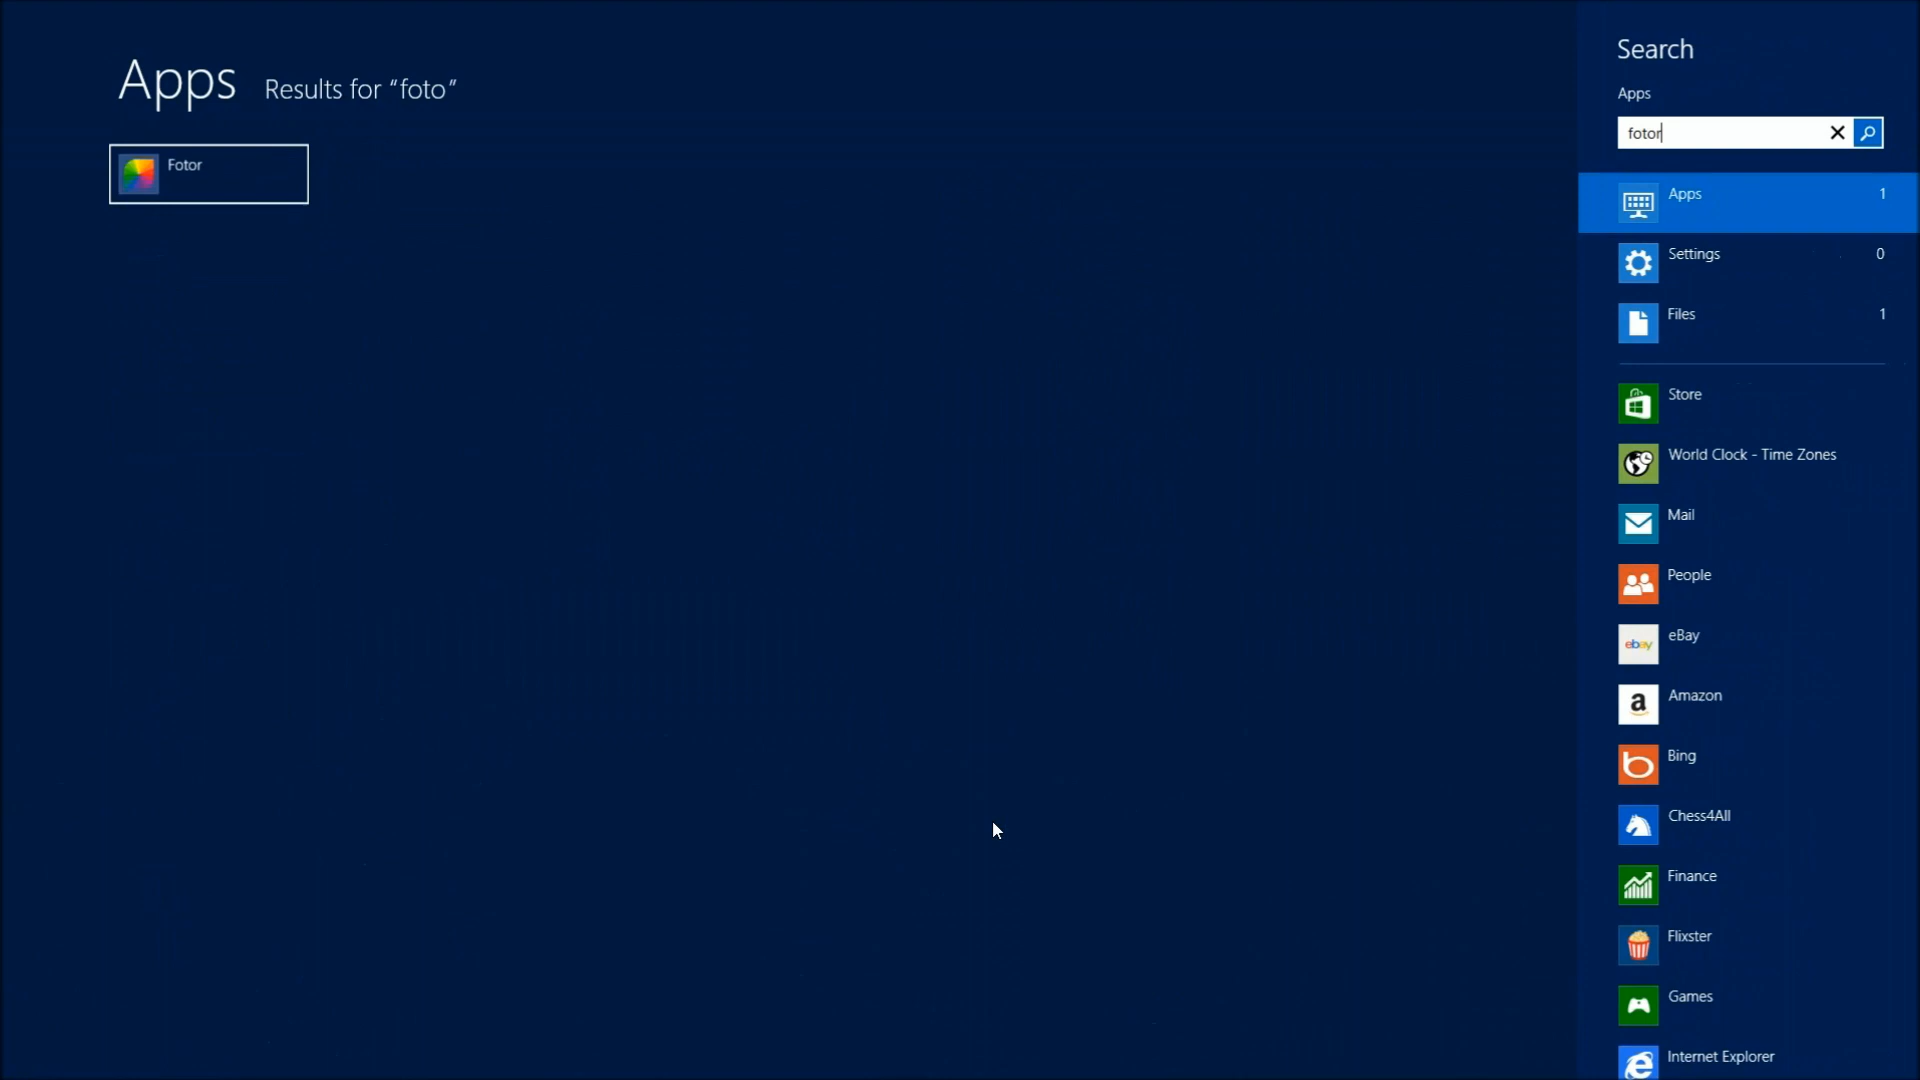 Apps Results for “foto”
Fotor
Search
Apps
fotor
Apps 1
Settings 0
Files 1
Store
World Clock - Time Zones
Mail
People
ebay eBay
a Amazon
Bing
Chess4All
Finance
Flixster
Games
Internet Explorer